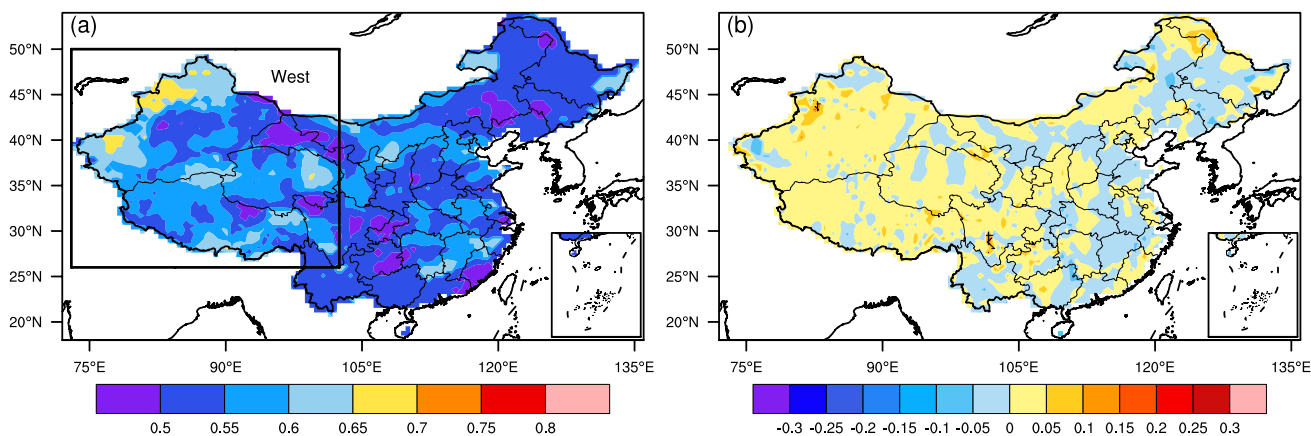 (a)
West
50°N
45°N
40°N
35°N
30°N
25°N
20°N
75°E
90°E
105°E
120°E
135°E
0.5
0.55
0.6
0.65
0.7
0.75
0.8
(b)
50°N
45°N
40°N
35°N
30°N
25°N
20°N
75°E
90°E
105°E
120°E
135°E
-0.3
-0.25
-0.2
-0.15
-0.1
-0.05
0
0.05
0.1
0.15
0.2
0.25
0.3